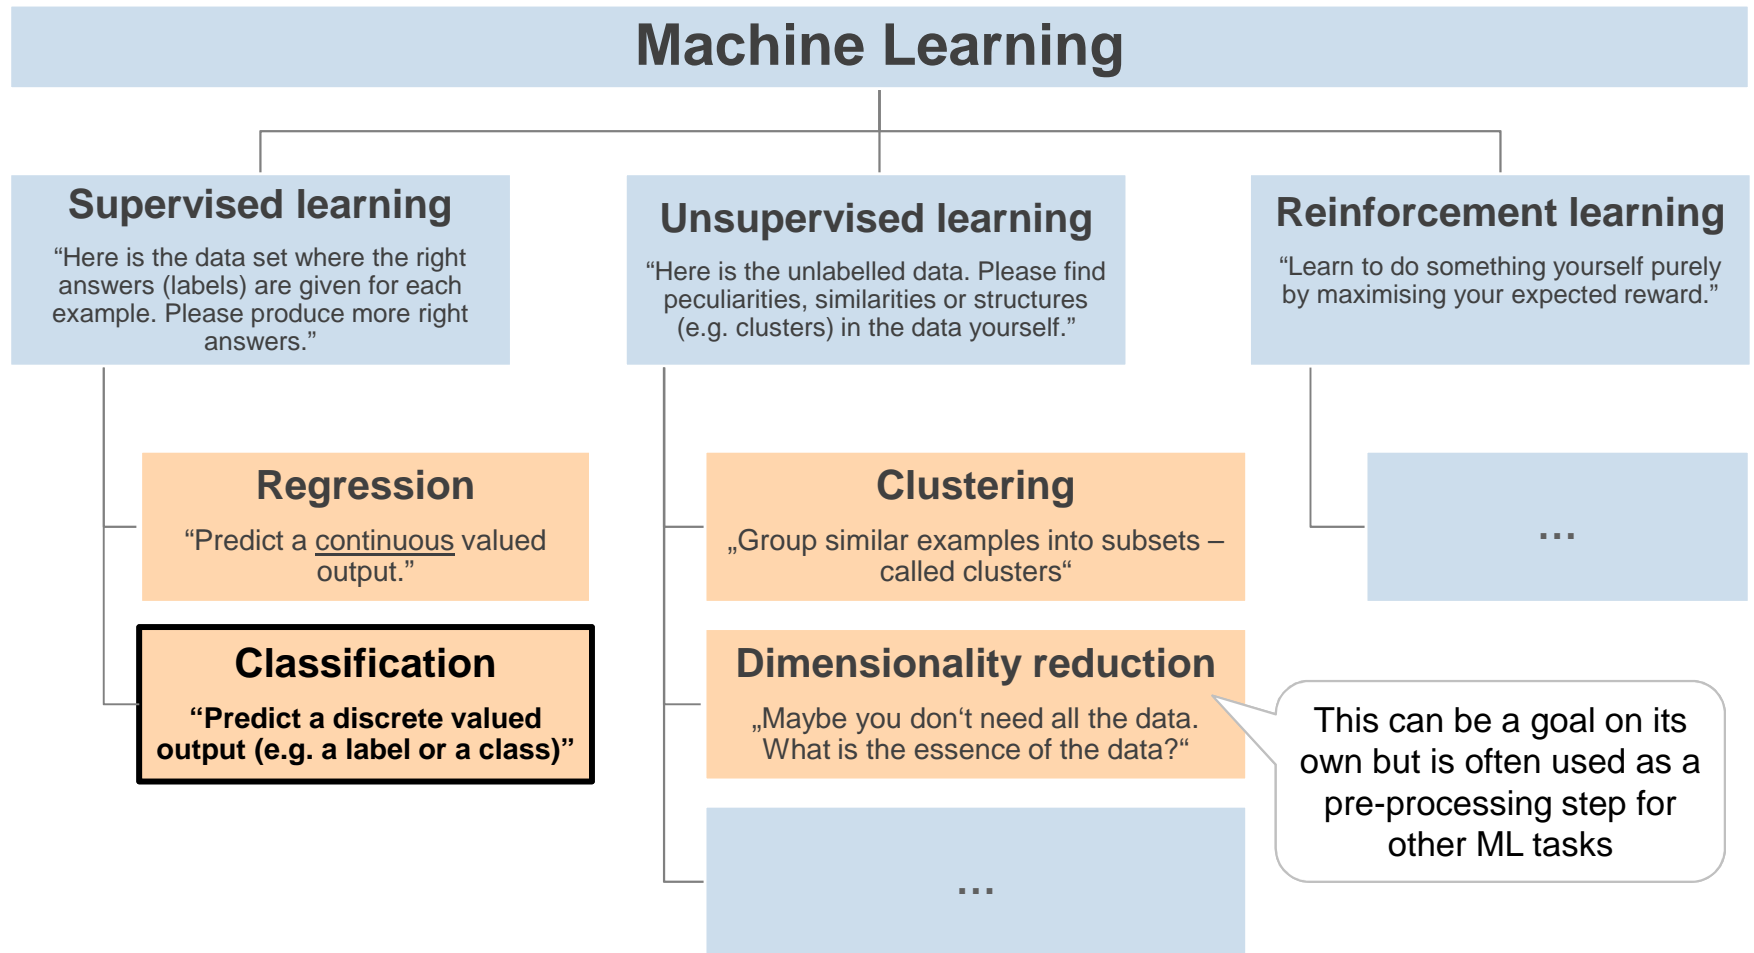 Machine Learning
Supervised learning
“Here is the data set where the right
answers (labels) are given for each
example. Please produce more right
answers.”
Unsupervised learning
“Here is the unlabelled data. Please find
peculiarities, similarities or structures
(e.g. clusters) in the data yourself.”
Reinforcement learning
“Learn to do something yourself purely
by maximising your expected reward.”
Regression
“Predict a continuous valued
output.”
Classification
“Predict a discrete valued
output (e.g. a label or a class)”
Clustering
„Group similar examples into subsets –
called clusters“
Dimensionality reduction
„Maybe you don‘t need all the data.
What is the essence of the data?“
…
…
This can be a goal on its
own but is often used as a
pre-processing step for
other ML tasks